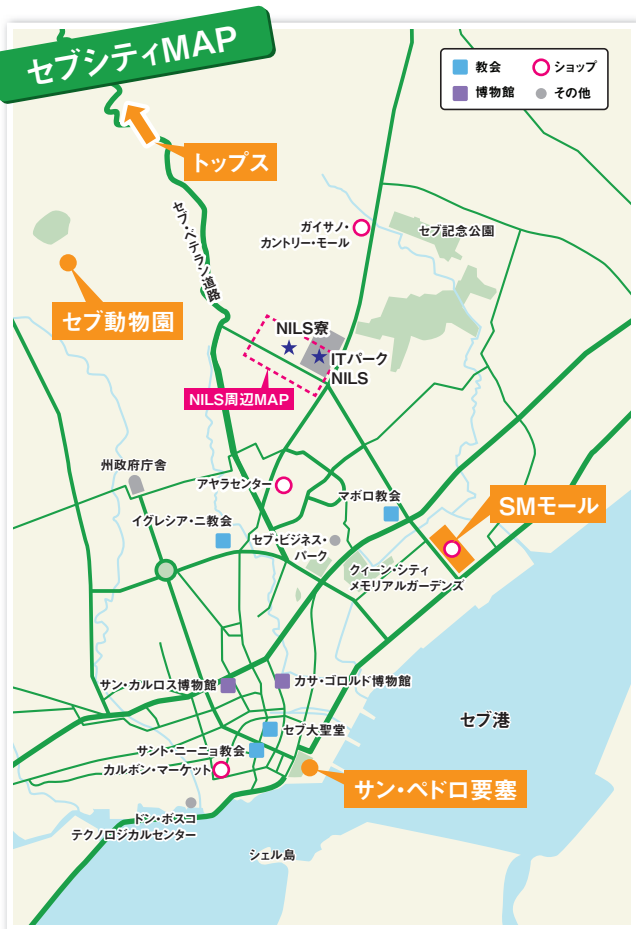 セブシティMAP
教会
ショップ
博物館
その他
トップス
セブ・ベテラン道路
ガイサノ・
カントリー・モール
セブ記念公園
セブ動物園
NILS寮
ITパーク
NILS
NILS周辺MAP
州政府庁舎
アヤラセンター
マボロ教会
SMモール
イグレシア・ニ教会
セブ・ビジネス・
パーク
クィーン・シティ
メモリアルガーデンズ
サン・カルロス博物館
カサ・ゴロルド博物館
セブ港
セブ大聖堂
サント・ニーニョ教会
カルボン・マーケット
サン・ペドロ要塞
ドン・ボスコ
テクノロジカルセンター
シェル島